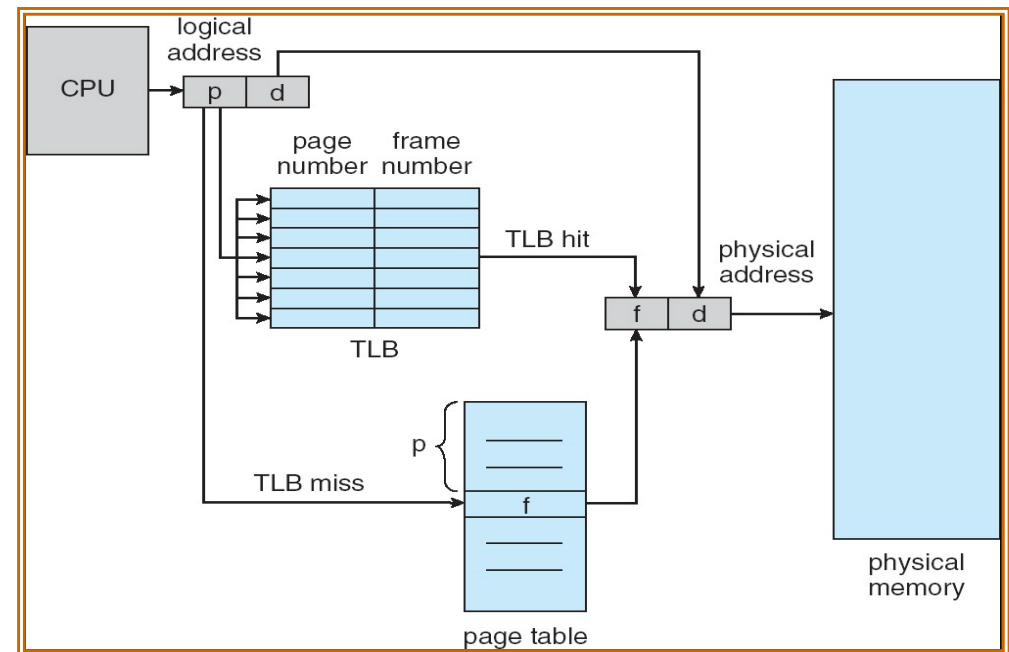 logical
address
CPU
p
d
page
number
frame
number
TLB hit
physical
address
f
d
TLB
p
TLB miss
f
physical
memory
page table